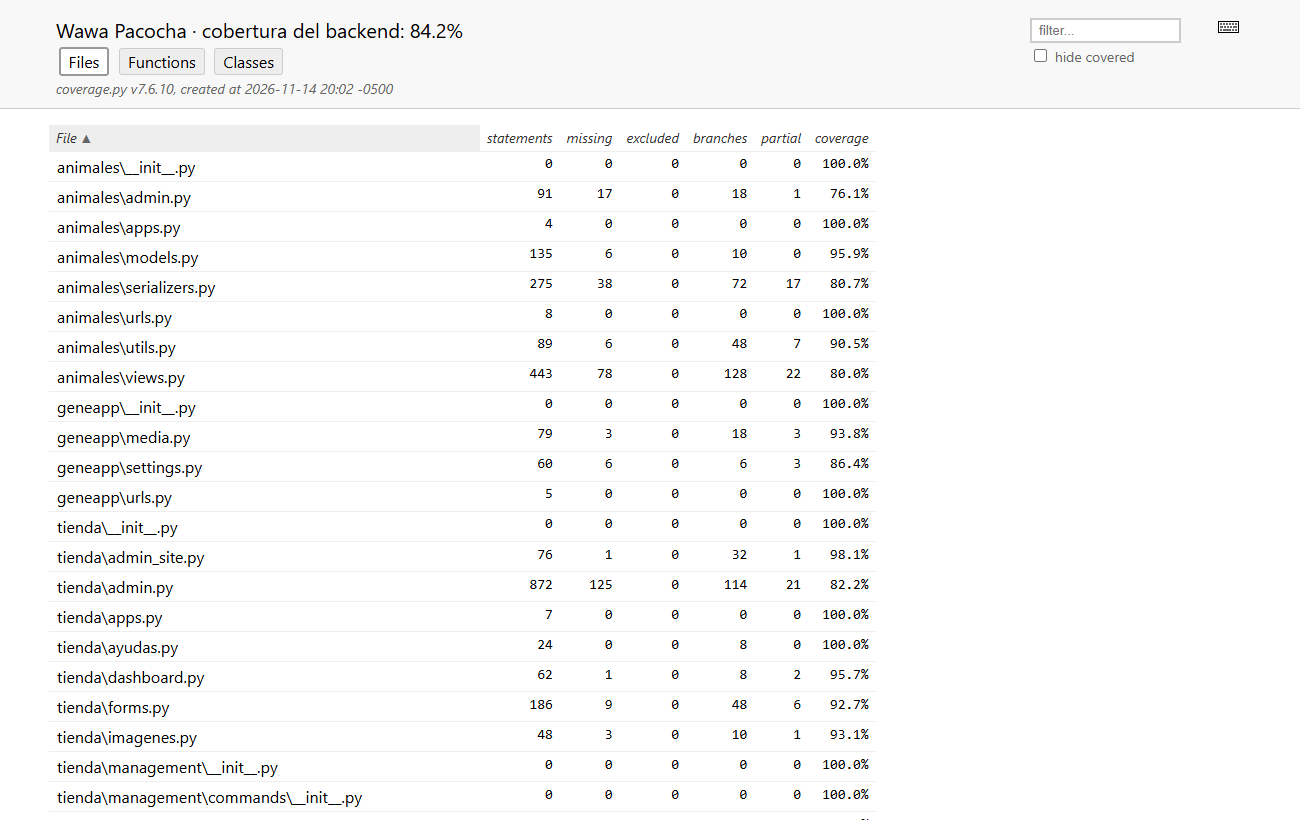 Wawa Pacocha · cobertura del backend: 84.2%
filter...
Files Functions Classes
hide covered
coverage.py v7.6.10, created at 2026-11-14 20:02 -0500
File ▲ statements missing excluded branches partial coverage
animales\__init__.py 0 0 0 0 0 100.0%
animales\admin.py 91 17 0 18 1 76.1%
animales\apps.py 4 0 0 0 0 100.0%
animales\models.py 135 6 0 10 0 95.9%
animales\serializers.py 275 38 0 72 17 80.7%
animales\urls.py 8 0 0 0 0 100.0%
animales\utils.py 89 6 0 48 7 90.5%
animales\views.py 443 78 0 128 22 80.0%
geneapp\__init__.py 0 0 0 0 0 100.0%
geneapp\media.py 79 3 0 18 3 93.8%
geneapp\settings.py 60 6 0 6 3 86.4%
geneapp\urls.py 5 0 0 0 0 100.0%
tienda\__init__.py 0 0 0 0 0 100.0%
tienda\admin_site.py 76 1 0 32 1 98.1%
tienda\admin.py 872 125 0 114 21 82.2%
tienda\apps.py 7 0 0 0 0 100.0%
tienda\ayudas.py 24 0 0 8 0 100.0%
tienda\dashboard.py 62 1 0 8 2 95.7%
tienda\forms.py 186 9 0 48 6 92.7%
tienda\imagenes.py 48 3 0 10 1 93.1%
tienda\management\__init__.py 0 0 0 0 0 100.0%
tienda\management\commands\__init__.py 0 0 0 0 0 100.0%